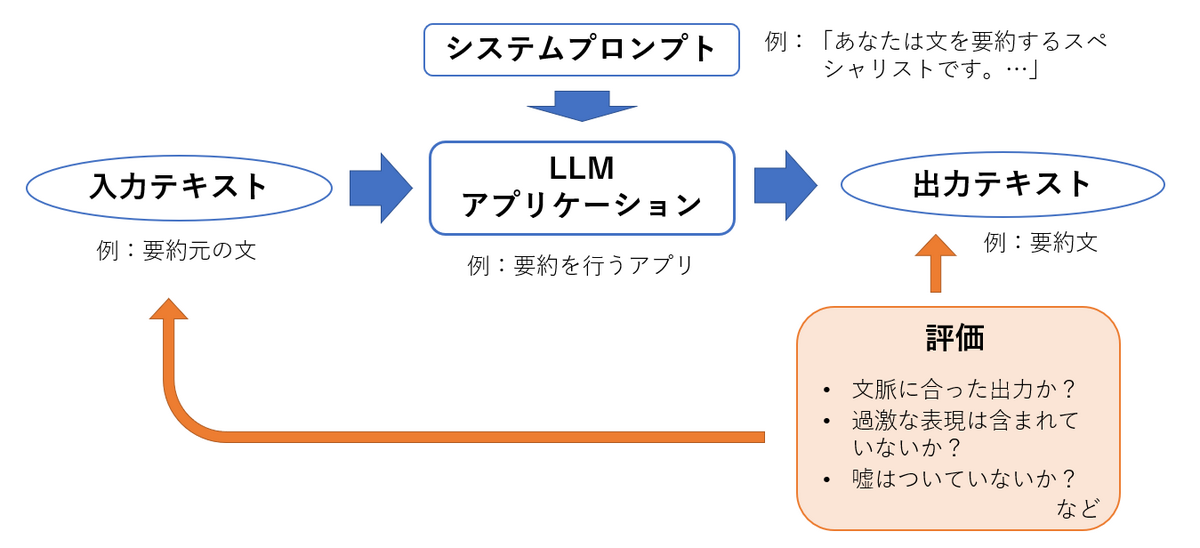 システムプロンプト
例：「あなたは文を要約するスペ
シャリストです。…」
入力テキスト
LLM
アプリケーション
出力テキスト
例：要約元の文
例：要約を行うアプリ
例：要約文
評価
• 文脈に合った出力か？
• 過激な表現は含まれて
いないか？
• 嘘はついていないか？
など